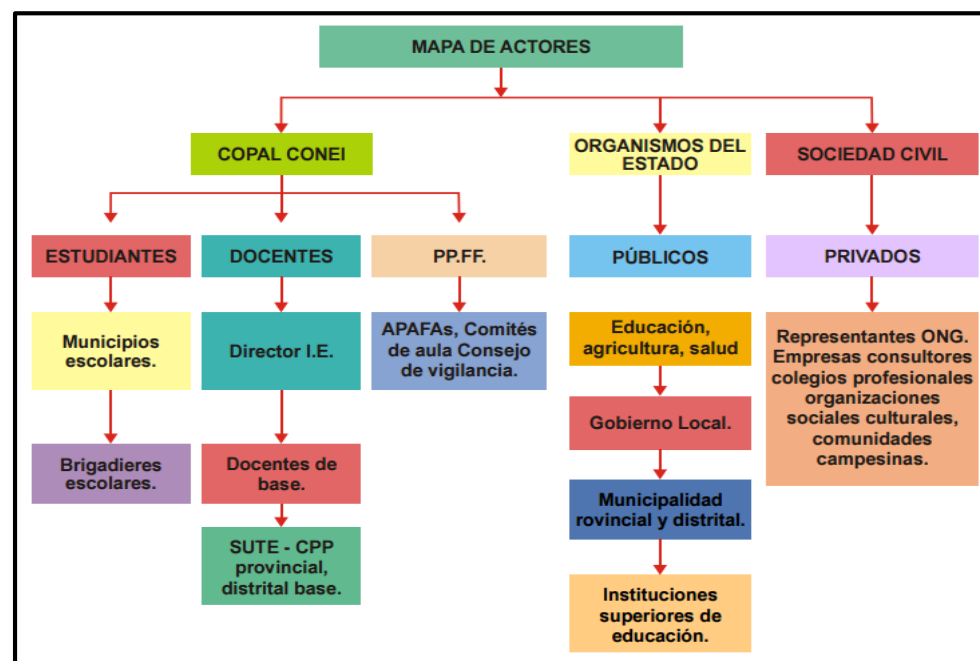 MAPA DE ACTORES
COPAL CONEI
ORGANISMOS DEL
ESTADO
SOCIEDAD CIVIL
ESTUDIANTES
DOCENTES
PP.FF.
PÚBLICOS
PRIVADOS
Municipios
escolares.
Director I.E.
APAFAs, Comités
de aula Consejo
de vigilancia.
Educación,
agricultura, salud
Representantes ONG.
Empresas consultores
colegios profesionales
organizaciones
sociales culturales,
comunidades
campesinas.
Gobierno Local.
Brigadieres
escolares.
Docentes de
base.
Municipalidad
rovincial y distrital.
SUTE - CPP
provincial,
distrital base.
Instituciones
superiores de
educación.